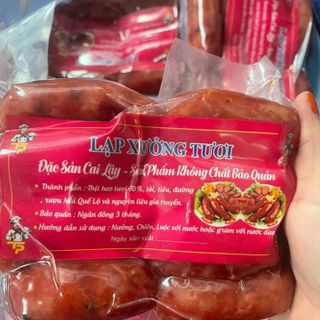 LẠP XƯỞNG TƯƠI
Đặc Sản Cai Lậy - Sản Phẩm Không Chất Bảo Quản
• Thành phần : Thịt heo tươi 70%, tỏi, tiêu, đường
, rượu Mai Quế Lộ và nguyên liệu gia truyền.
• Bảo quản : Ngăn đông 3 tháng.
• Hướng dẫn sử dụng : Nướng, Chiên, Luộc với nước hoặc gram với nước dừa
Ngày sản xuất